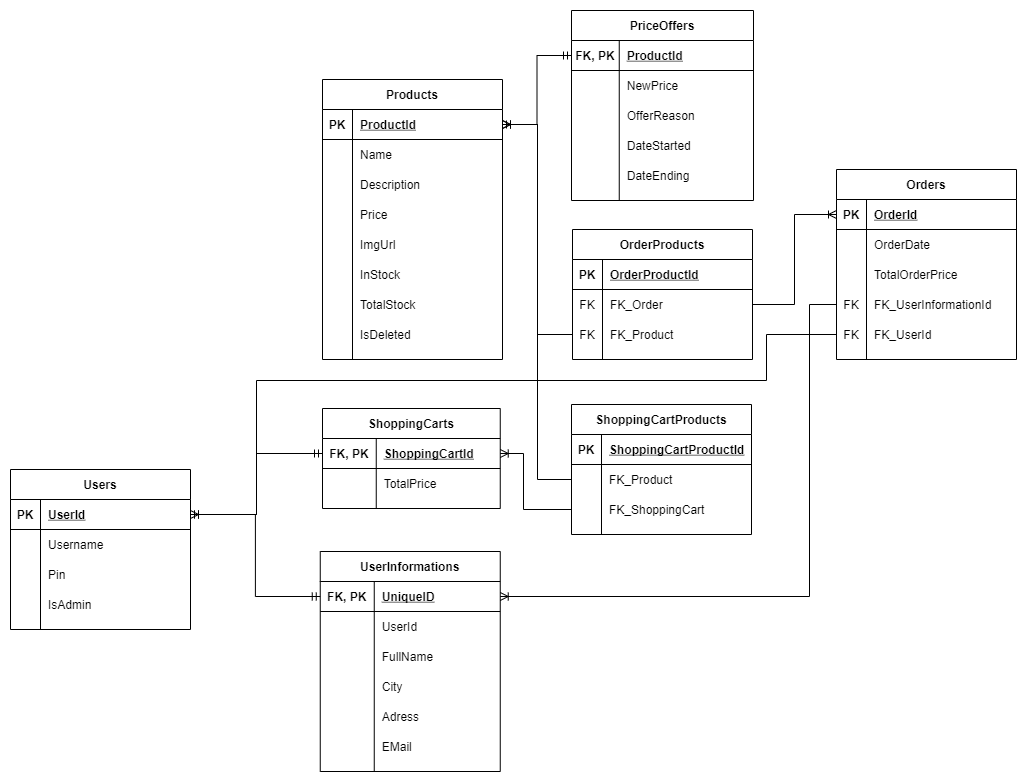 PriceOffers
FK, PK ProductId
NewPrice
OfferReason
DateStarted
DateEnding
Products
PK ProductId
Name
Description
Price
ImgUrl
InStock
TotalStock
IsDeleted
Orders
PK OrderId
OrderDate
TotalOrderPrice
FK FK_UserInformationId
FK FK_UserId
OrderProducts
PK OrderProductId
FK FK_Order
FK FK_Product
ShoppingCarts
FK, PK ShoppingCartId
TotalPrice
ShoppingCartProducts
PK ShoppingCartProductId
FK_Product
FK_ShoppingCart
Users
PK UserId
Username
Pin
IsAdmin
UserInformations
FK, PK UniqueID
UserId
FullName
City
Adress
EMail